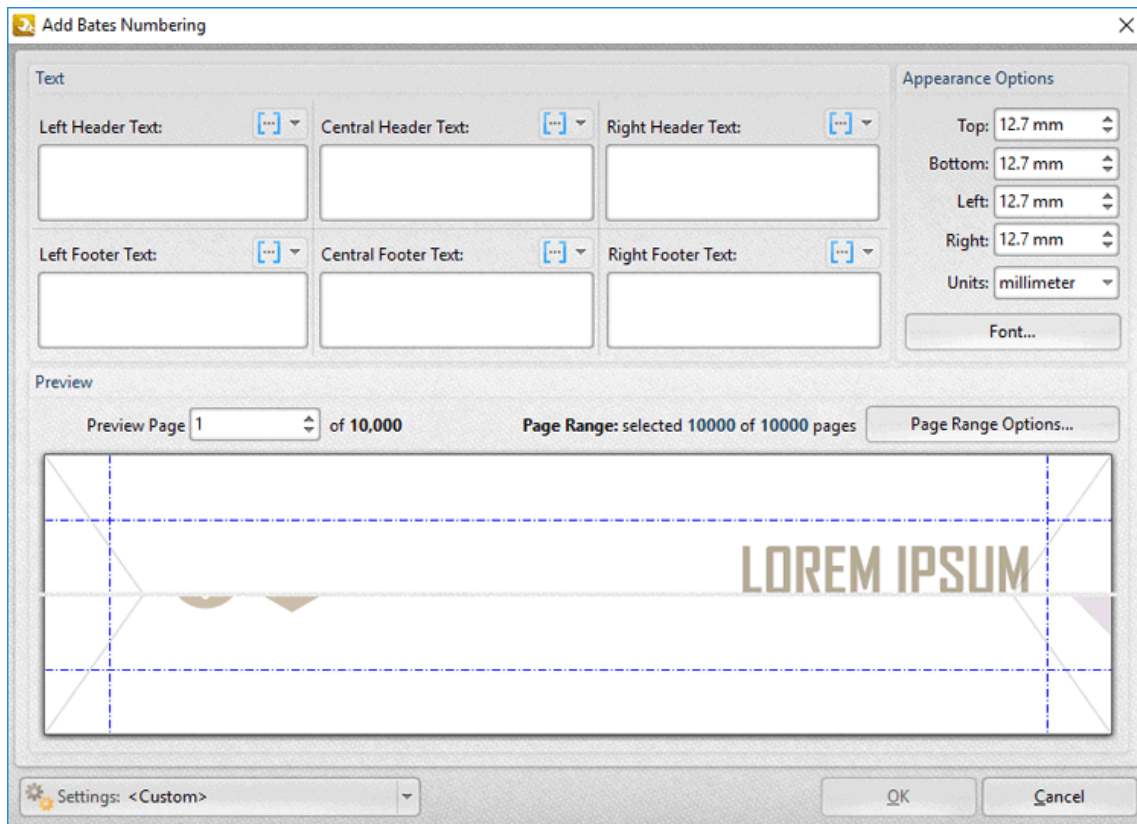 Add Bates Numbering
Text
Left Header Text:
Central Header Text:
Right Header Text:
Left Footer Text:
Central Footer Text:
Right Footer Text:
Appearance Options
Top: 12.7 mm
Bottom: 12.7 mm
Left: 12.7 mm
Right: 12.7 mm
Units: millimeter
Font...
Preview
Preview Page 1 of 10,000
Page Range: selected 10000 of 10000 pages
Page Range Options...
LOREM IPSUM
Settings: <Custom>
OK
Cancel